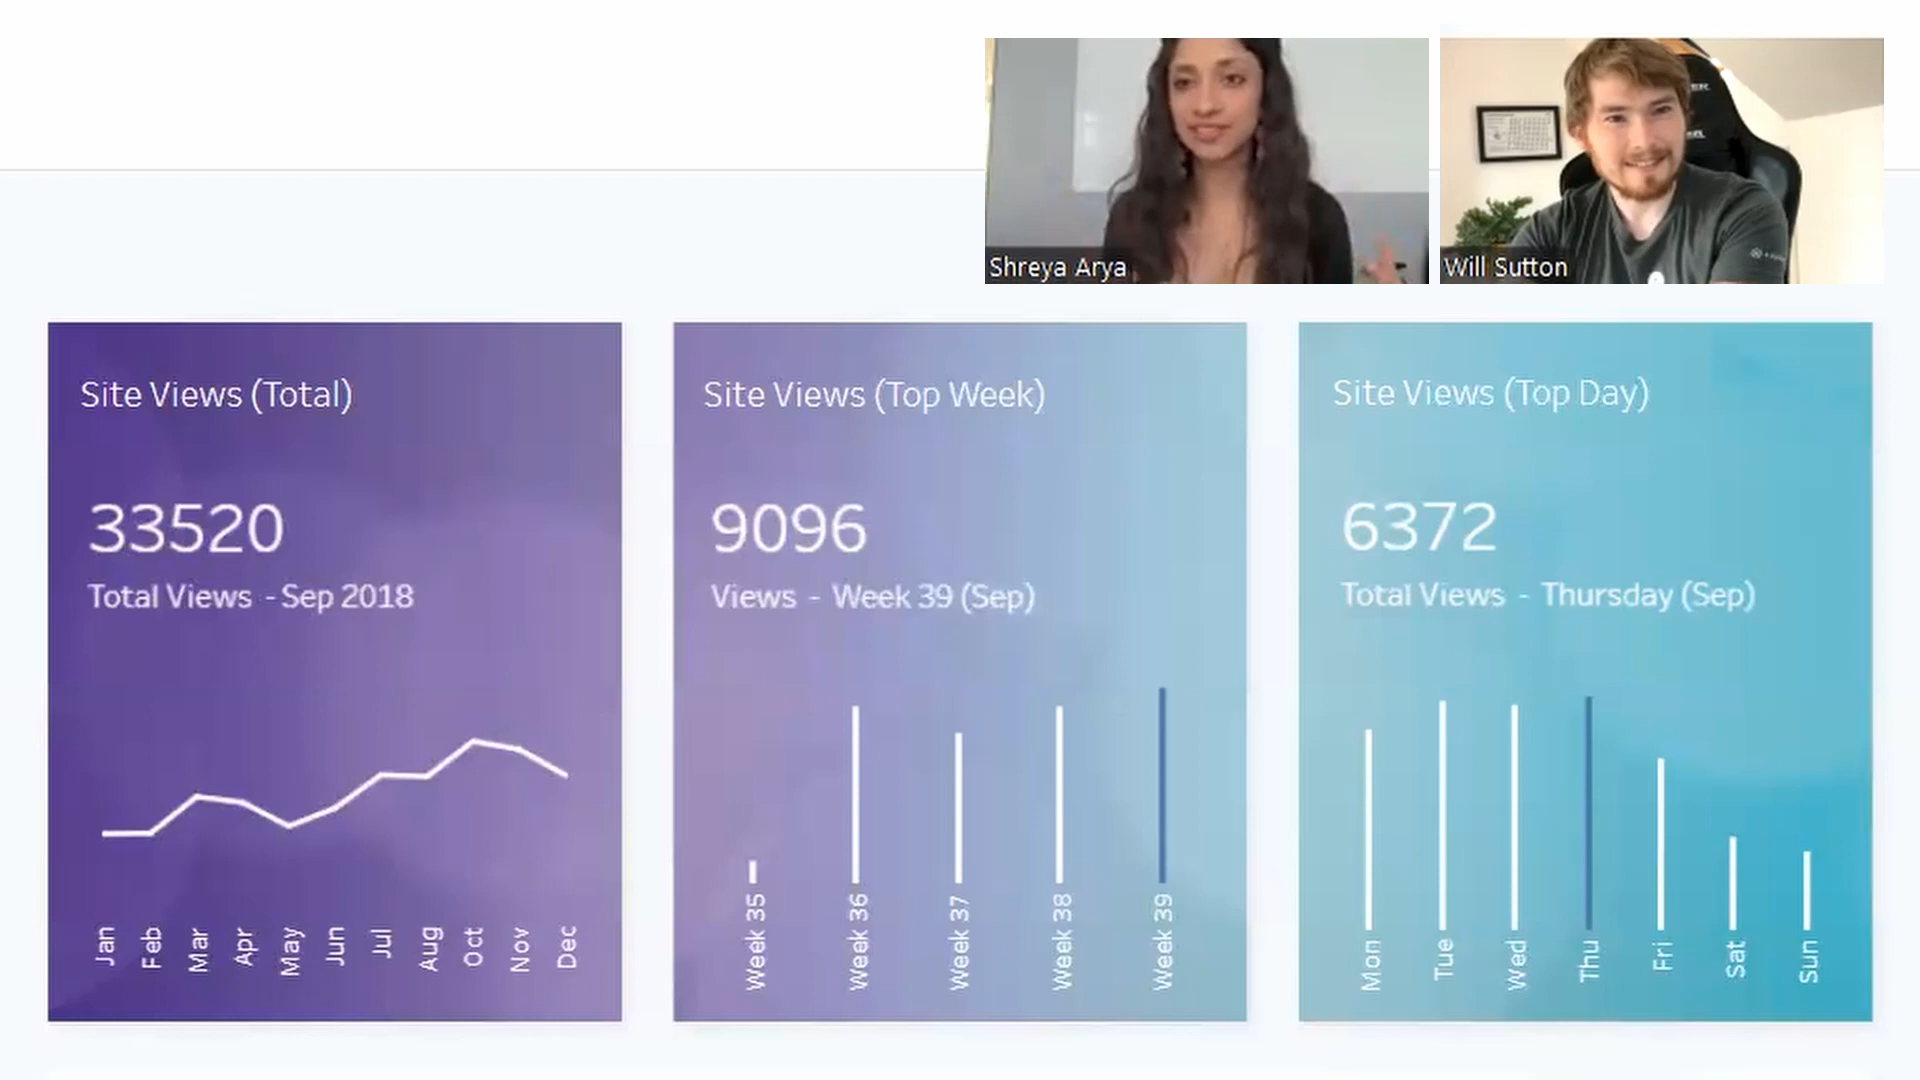 Shreya Arya
Will Sutton
Site Views (Total)
33520
Total Views - Sep 2018
Jan
Feb
Mar
Apr
May
Jun
Jul
Aug
Oct
Nov
Dec
Site Views (Top Week)
9096
Views - Week 39 (Sep)
Week 35
Week 36
Week 37
Week 38
Week 39
Site Views (Top Day)
6372
Total Views - Thursday (Sep)
Mon
Tue
Wed
Thu
Fri
Sat
Sun